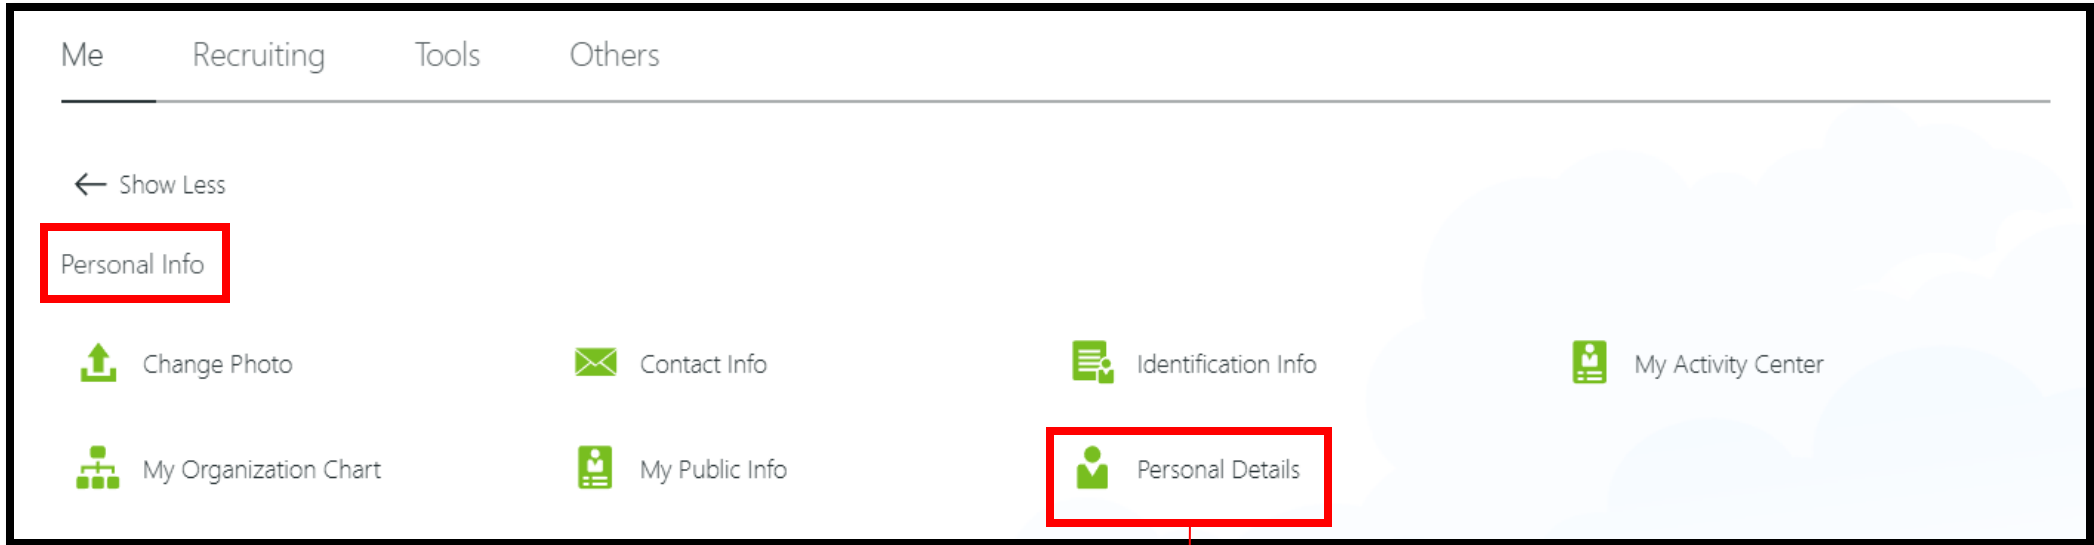 Me Recruiting Tools Others
Show Less
Personal Info
Change Photo Contact Info Identification Info My Activity Center
My Organization Chart My Public Info Personal Details